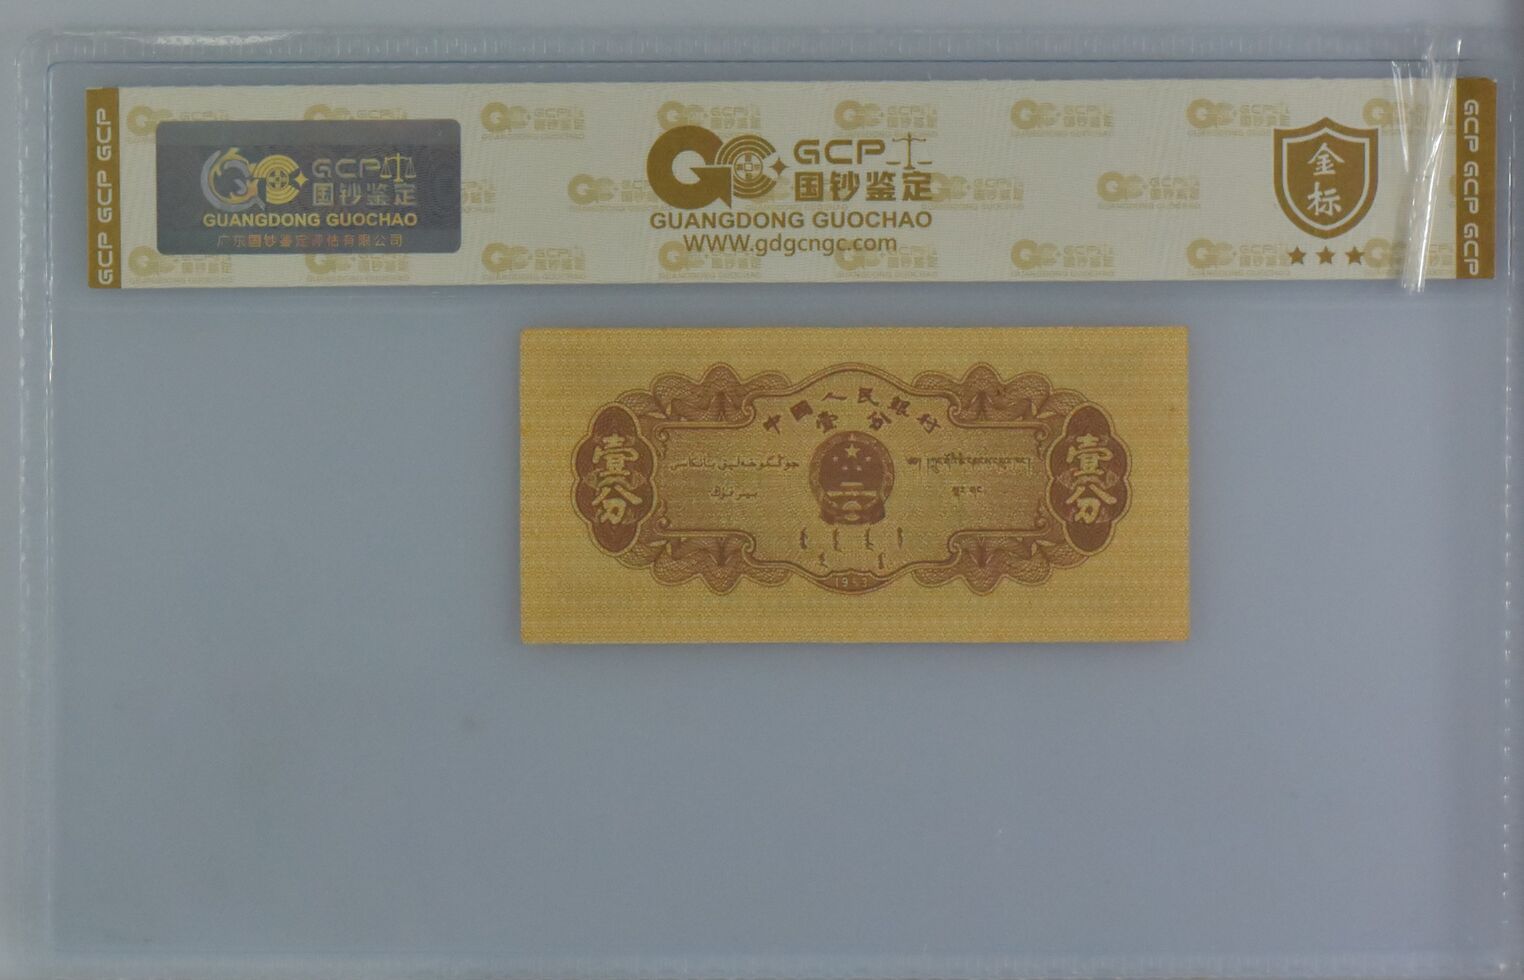 GCP GCP GCP
GCP
国钞鉴定
GUANGDONG GUOCHAO
广东国钞鉴定评估有限公司
GCP
国钞鉴定
GUANGDONG GUOCHAO
WWW.gdgcngc.com
金标
GCP GCP GCP
中国人民银行
壹分
壹分
壹分
1953